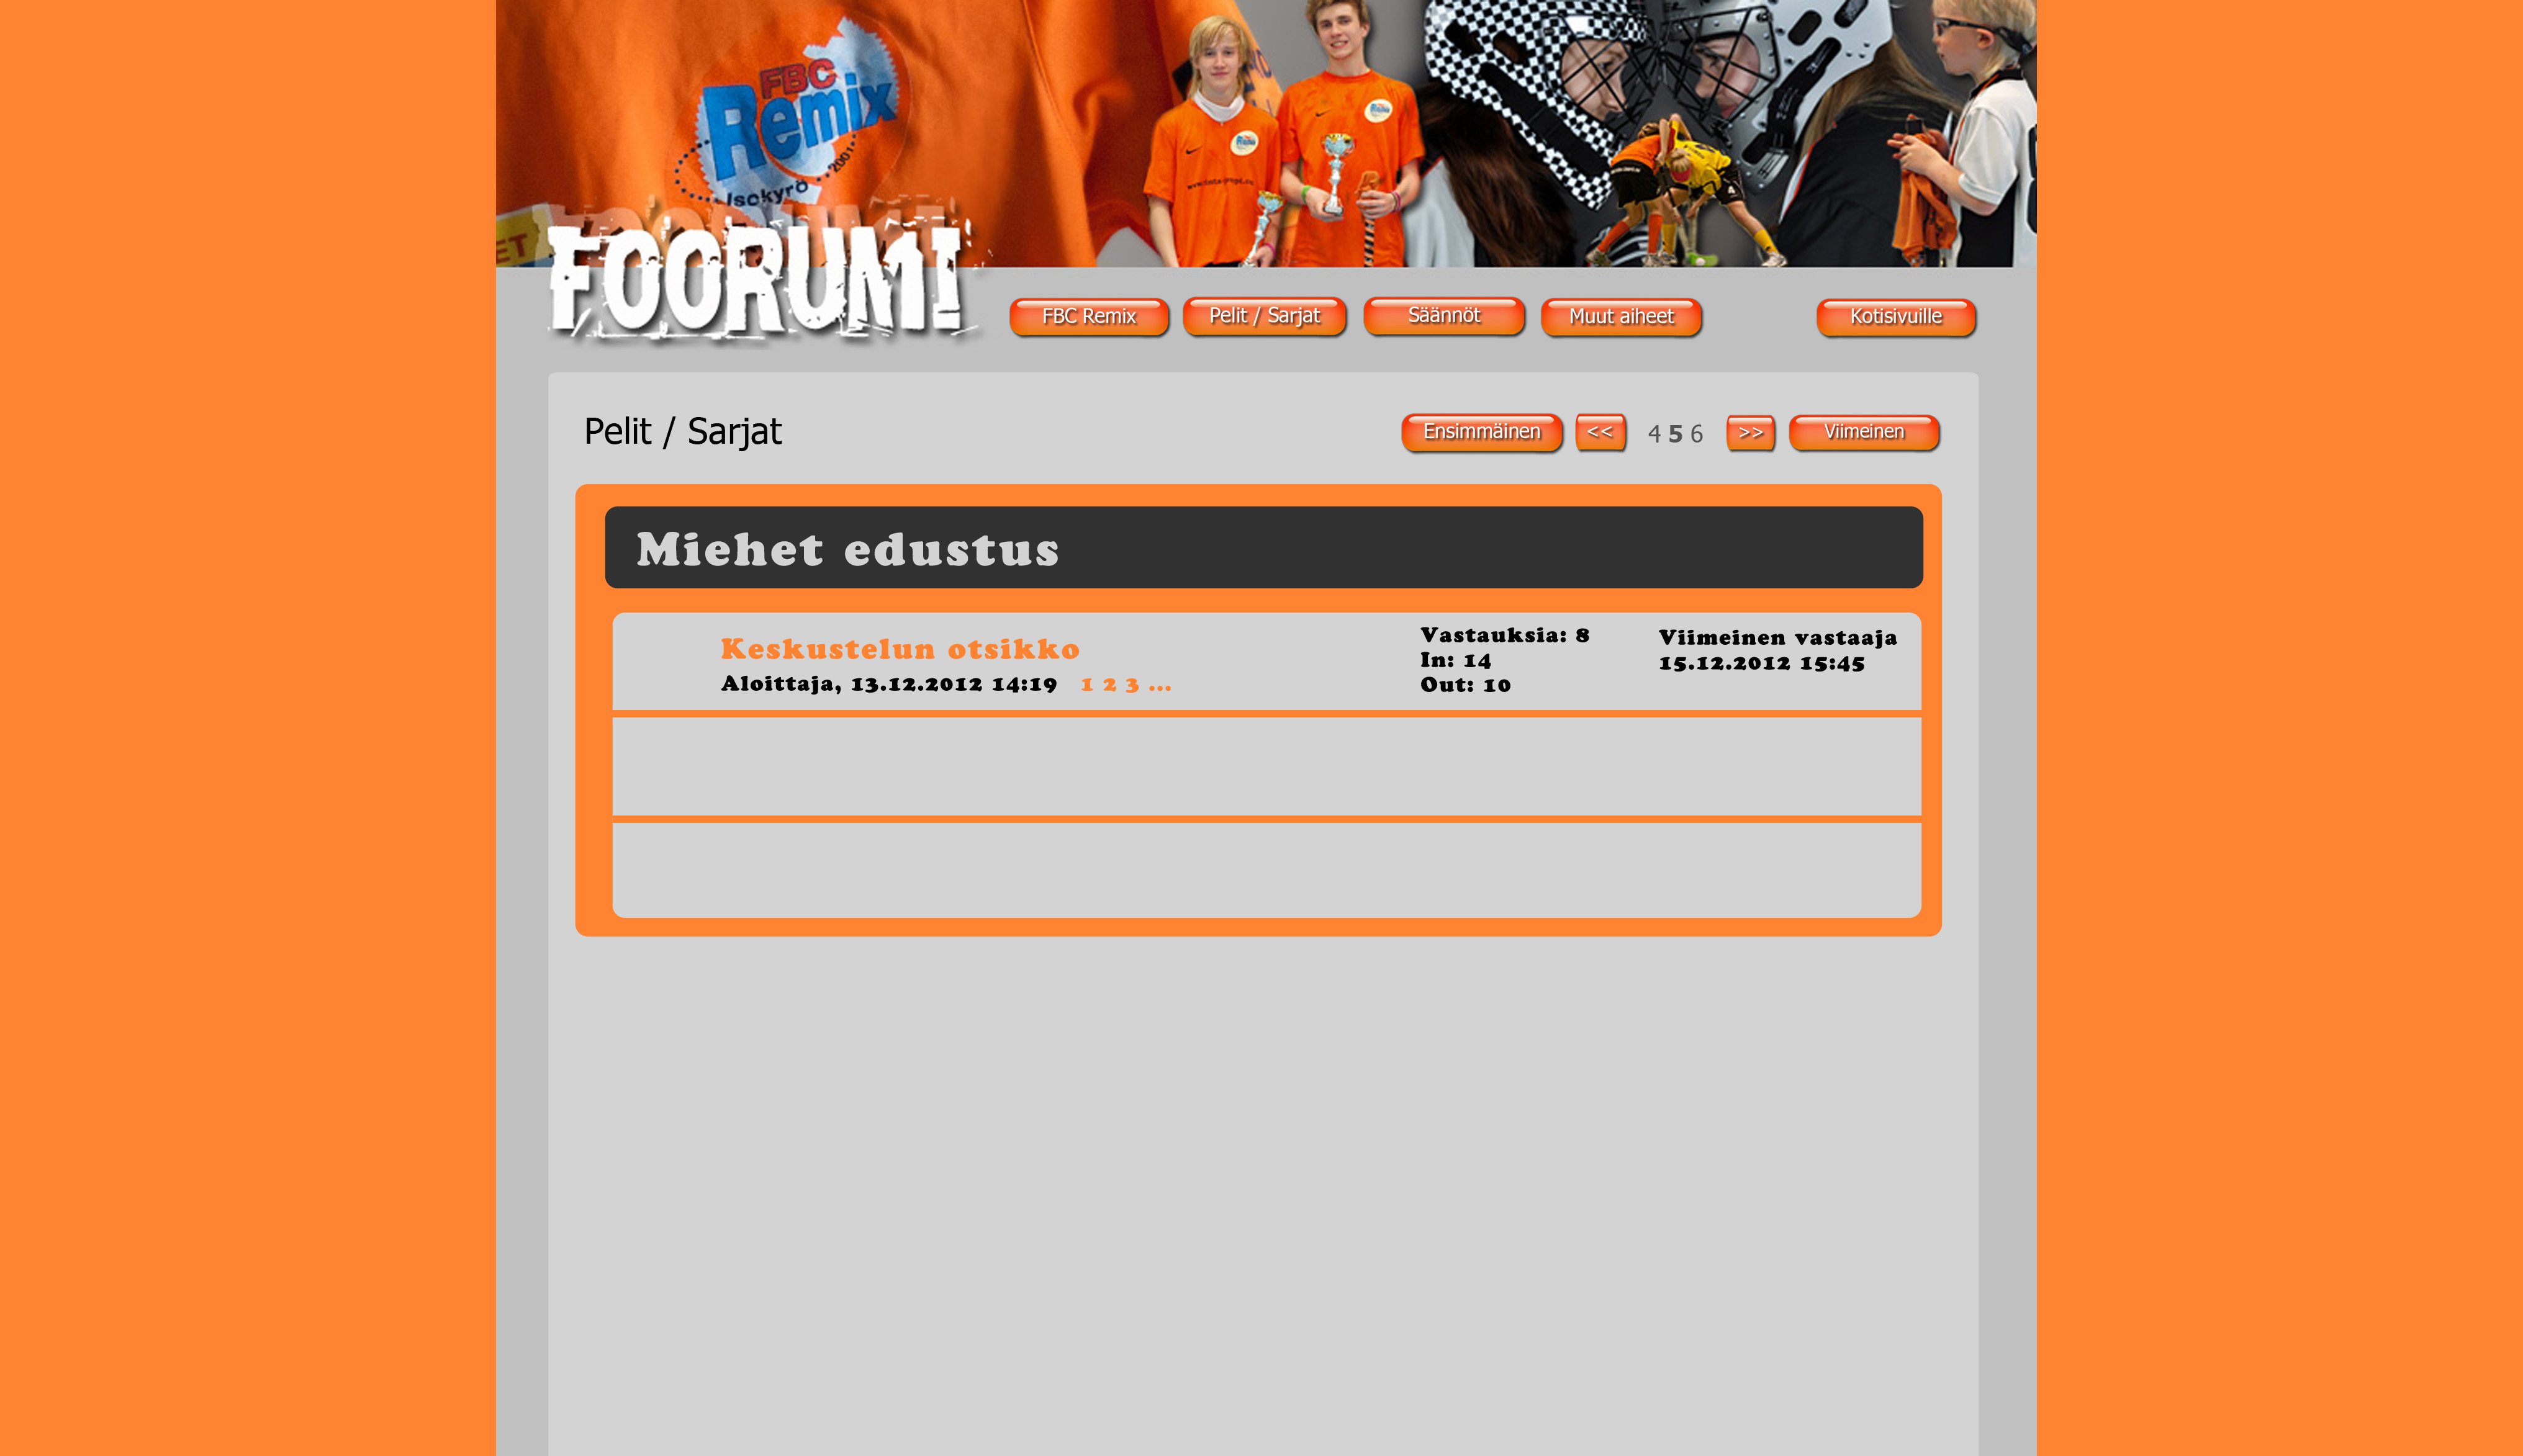 FBC
Remix
2001
Isokyrö
ET
FOORUMI
FBC Remix
Pelit / Sarjat
Säännöt
Muut aiheet
Kotisivuille
Pelit / Sarjat
Ensimmäinen << 4 5 6 >> Viimeinen
Miehet edustus
Keskustelun otsikko
Aloittaja, 13.12.2012 14:19 1 2 3 ...
Vastauksia: 8
In: 14
Out: 10
Viimeinen vastaaja
15.12.2012 15:45